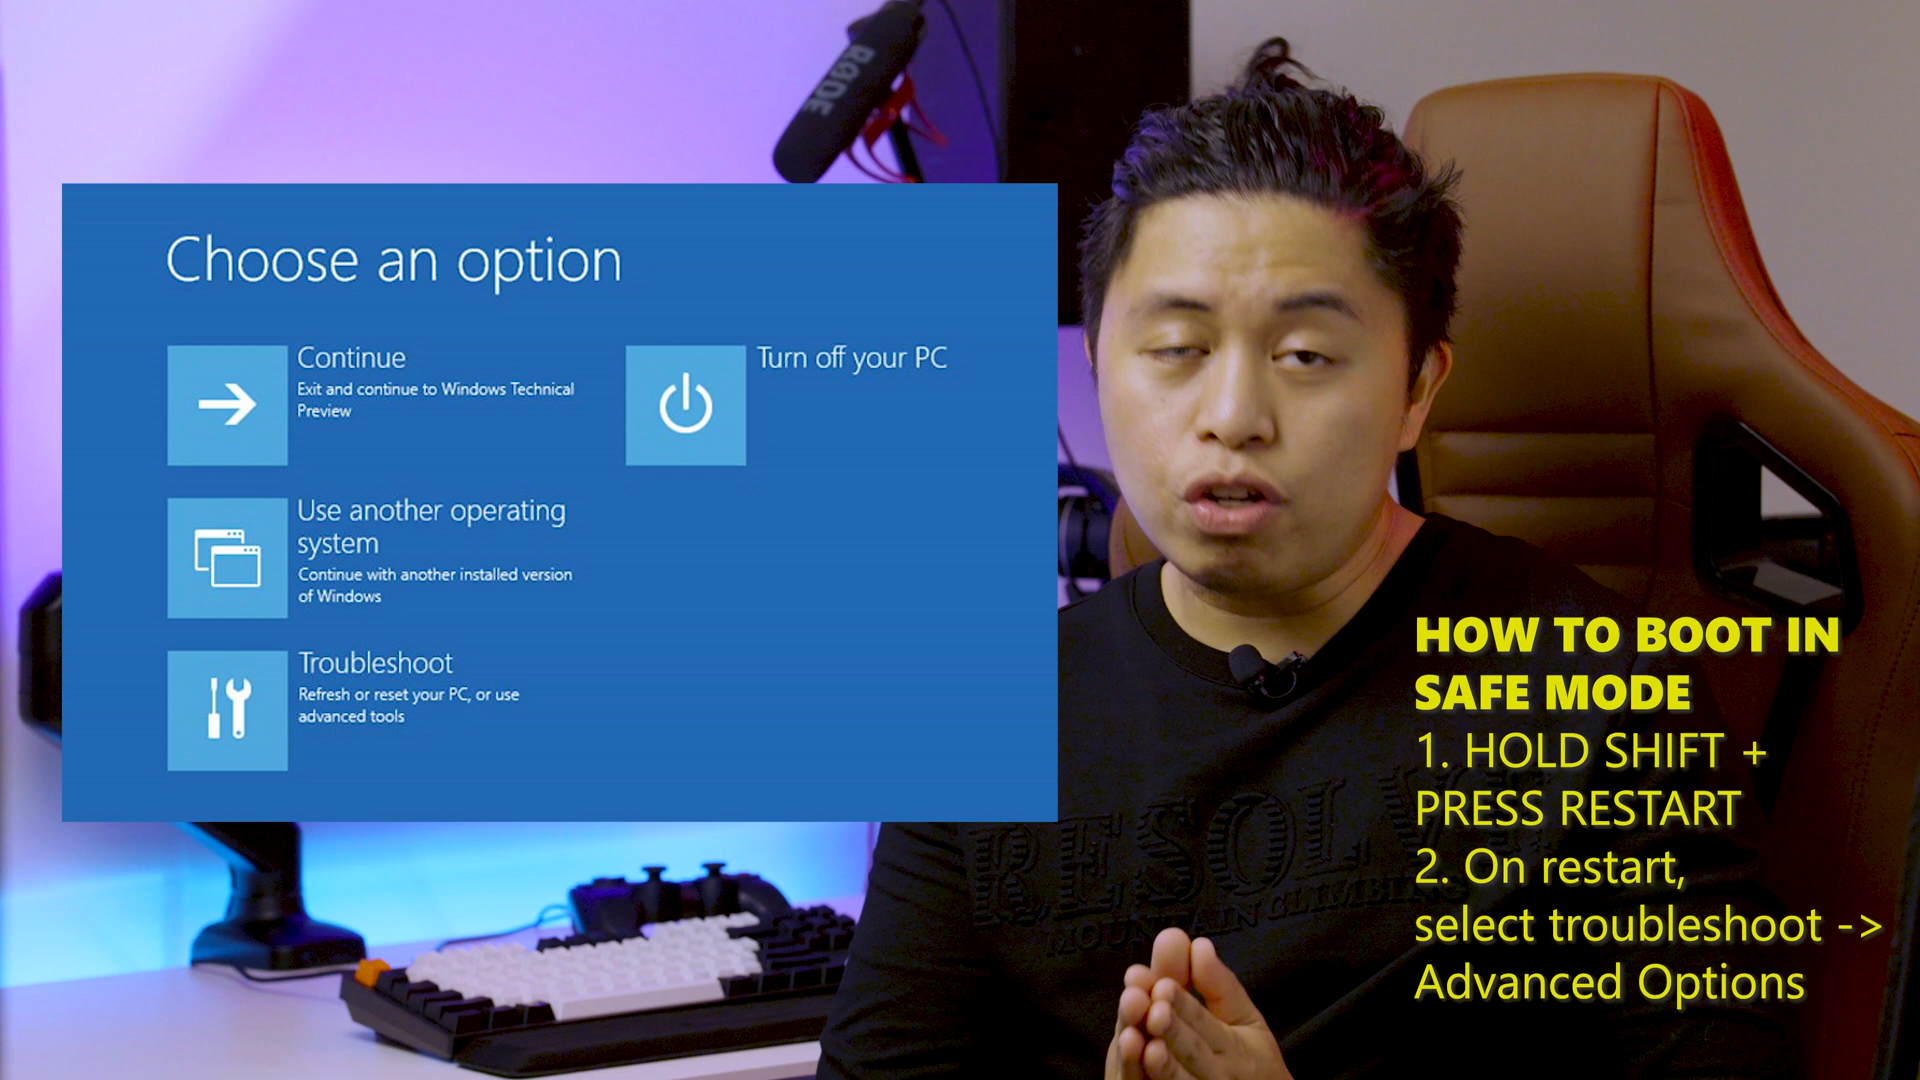 RØDE
Choose an option
Continue
Exit and continue to Windows Technical
Preview
Turn off your PC
Use another operating
system
Continue with another installed version
of Windows
Troubleshoot
Refresh or reset your PC, or use
advanced tools
HOW TO BOOT IN
SAFE MODE
1. HOLD SHIFT +
PRESS RESTART
2. On restart,
select troubleshoot ->
Advanced Options
MOUNTAIN CLIMBING